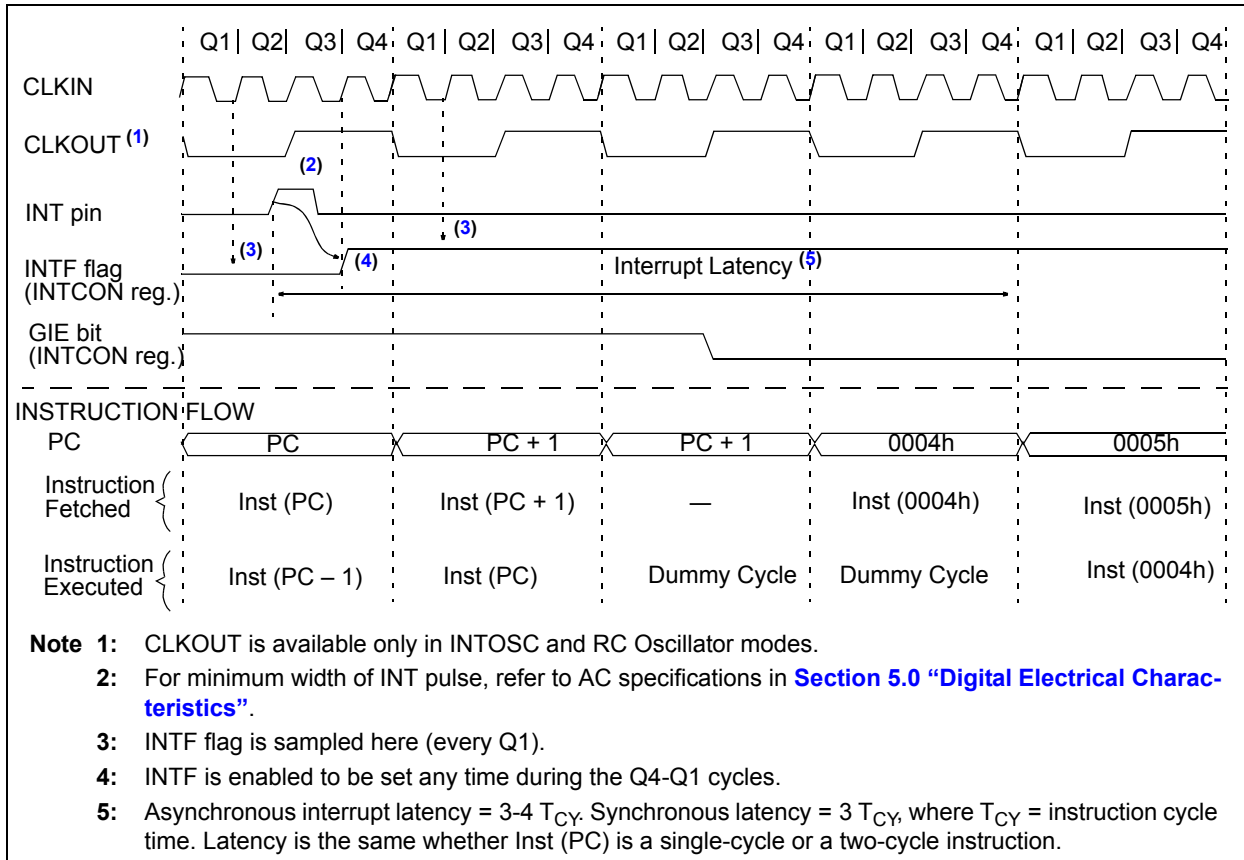 Q1| Q2| Q3| Q4 Q1| Q2| Q3| Q4 Q1| Q2| Q3| Q4 Q1| Q2| Q3| Q4 Q1| Q2| Q3| Q4
CLKIN
CLKOUT (1)
(2)
INT pin
(3)
(3)
(4)
INTF flag
(INTCON reg.)
Interrupt Latency (5)
GIE bit
(INTCON reg.)
INSTRUCTION FLOW
PC PC PC + 1 PC + 1 0004h 0005h
Instruction
Fetched
Inst (PC) Inst (PC + 1) — Inst (0004h) Inst (0005h)
Instruction
Executed
Inst (PC – 1) Inst (PC) Dummy Cycle Dummy Cycle Inst (0004h)
Note 1: CLKOUT is available only in INTOSC and RC Oscillator modes.
2: For minimum width of INT pulse, refer to AC specifications in Section 5.0 “Digital Electrical Charac-
teristics”.
3: INTF flag is sampled here (every Q1).
4: INTF is enabled to be set any time during the Q4-Q1 cycles.
5: Asynchronous interrupt latency = 3-4 TCY. Synchronous latency = 3 TCY, where TCY = instruction cycle
time. Latency is the same whether Inst (PC) is a single-cycle or a two-cycle instruction.